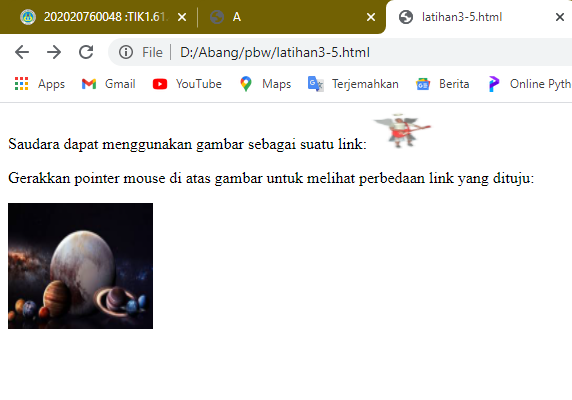 202020760048 :TIK1.61
A
latihan3-5.html
File D:/Abang/pbw/latihan3-5.html
Apps Gmail YouTube Maps Terjemahkan Berita Online Pyth
Saudara dapat menggunakan gambar sebagai suatu link:
Gerakkan pointer mouse di atas gambar untuk melihat perbedaan link yang dituju: